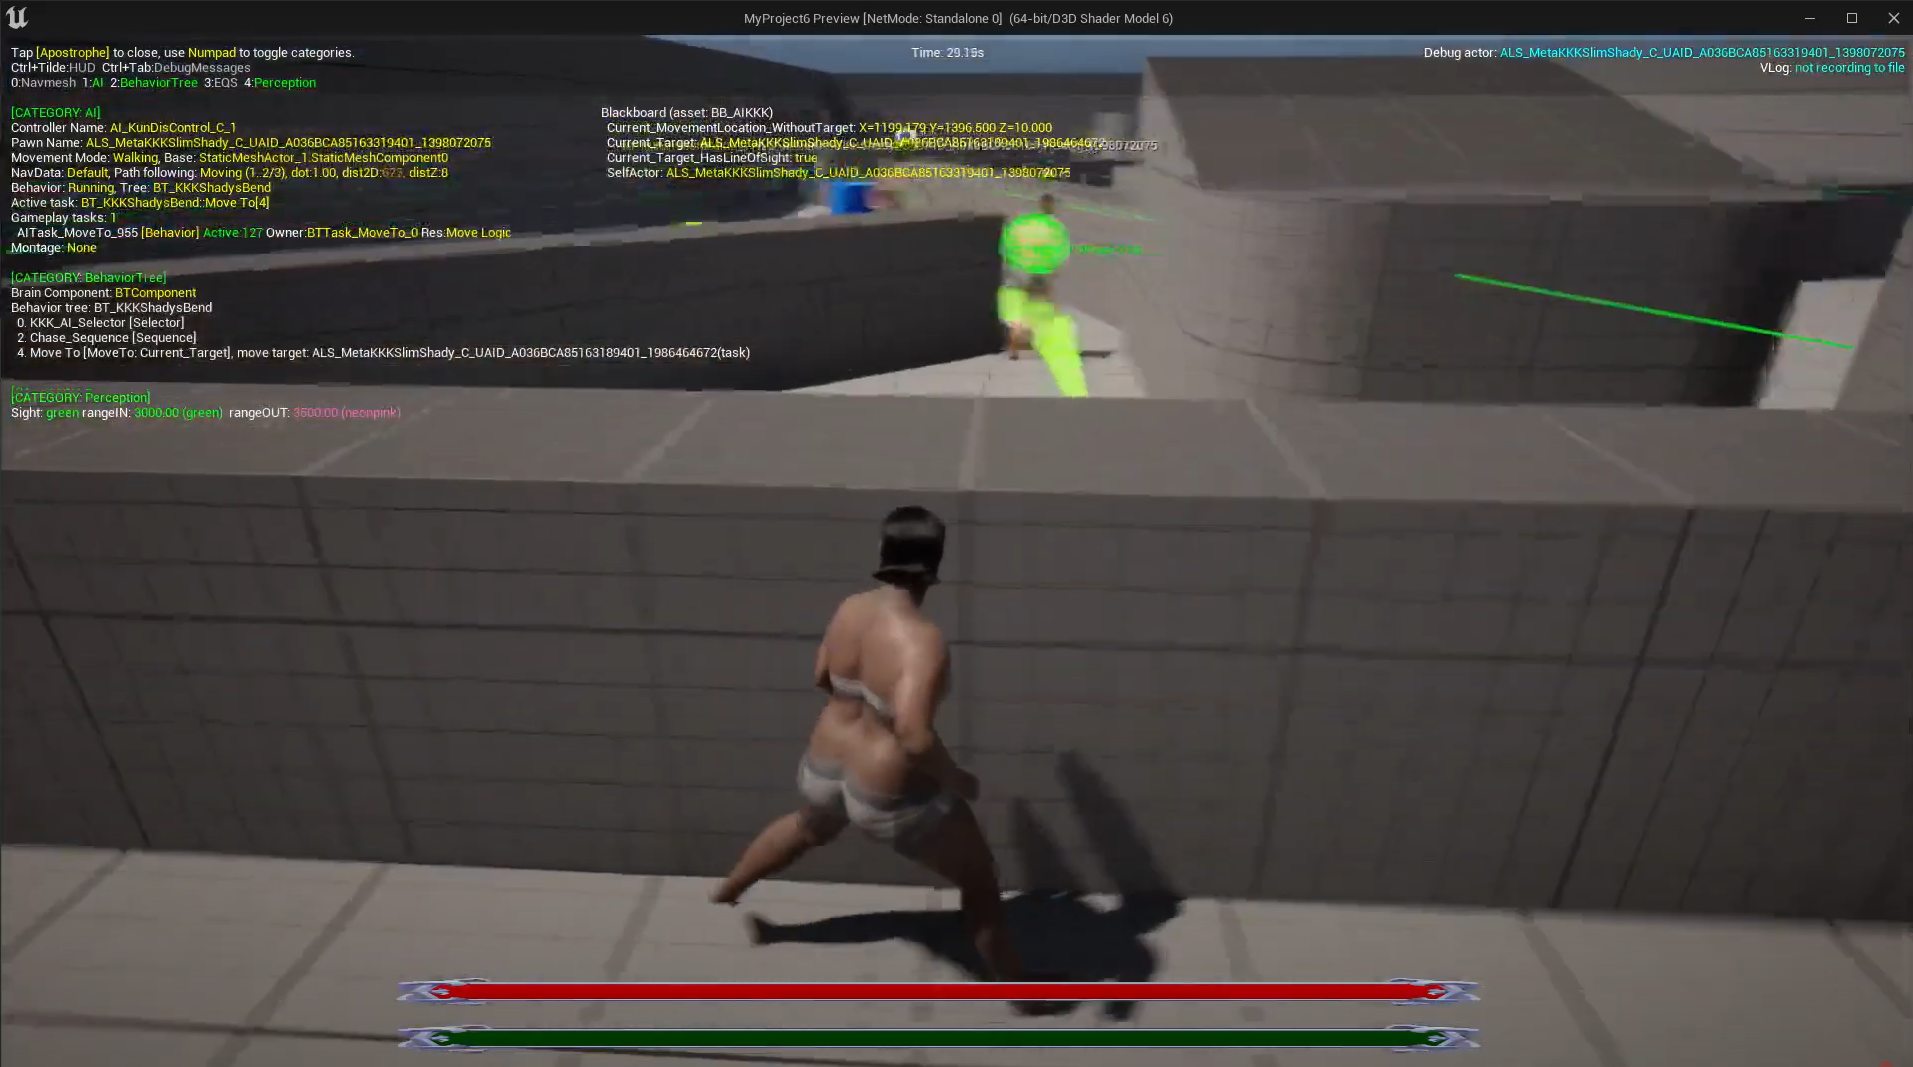 MyProject6 Preview [NetMode: Standalone 0] (64-bit/D3D Shader Model 6)
Tap [Apostrophe] to close, use Numpad to toggle categories.
Ctrl+Tilde:HUD Ctrl+Tab:DebugMessages
0:Navmesh 1:AI 2:BehaviorTree 3:EQS 4:Perception
Time: 29.15s
Debug actor: ALS_MetaKKKSlimShady_C_UAID_A036BCA85163319401_1398072075
VLog: not recording to file
[CATEGORY: AI]
Controller Name: AI_KunDisControl_C_1
Pawn Name: ALS_MetaKKKSlimShady_C_UAID_A036BCA85163319401_1398072075
Movement Mode: Walking, Base: StaticMeshActor_1.StaticMeshComponent0
NavData: Default, Path following: Moving (1..2/3), dot:1.00, dist2D: distZ:8
Behavior: Running, Tree: BT_KKKShadysBend
Active task: BT_KKKShadysBend::Move To[4]
Gameplay tasks: 1
AITask_MoveTo_955 [Behavior] Active:127 Owner:BTTask_MoveTo_0 Res:Move Logic
Montage: None
Blackboard (asset: BB_AIKKK)
Current_MovementLocation_WithoutTarget: X=1199.179 Y=1396.500 Z=10.000
Current_Target: ALS_MetaKKKSlimShady_C_UAID_A036BCA85163189401_1986464672
Current_Target_HasLineOfSight: true
SelfActor: ALS_MetaKKKSlimShady_C_UAID_A036BCA85163319401_1398072075
[CATEGORY: BehaviorTree]
Brain Component: BTComponent
Behavior tree: BT_KKKShadysBend
0. KKK_AI_Selector [Selector]
2. Chase_Sequence [Sequence]
4. Move To [MoveTo: Current_Target], move target: ALS_MetaKKKSlimShady_C_UAID_A036BCA85163189401_1986464672(task)
[CATEGORY: Perception]
Sight: green rangeIN: 3000.00 (green) rangeOUT: 3500.00 (neonpink)